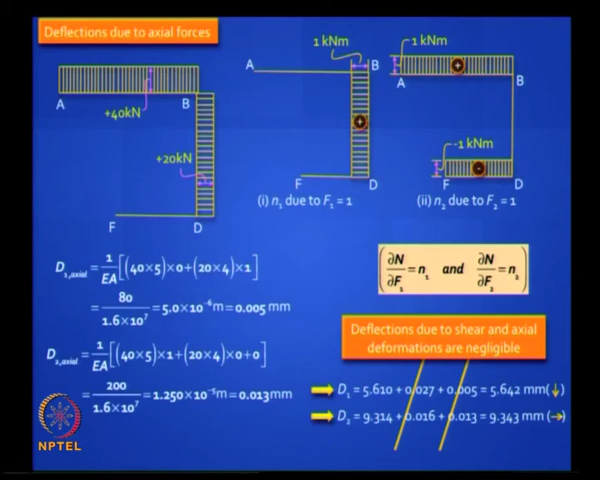 Deflections due to axial forces
A
B
+40kN
+20kN
F
D
1 kNm
A
B
+
F
D
(i) n₁ due to F₁ = 1
1 kNm
+
A
B
-1 kNm
-
F
D
(ii) n₂ due to F₂ = 1
D₁,axial = 1/EA [(40×5)×0+(20×4)×1]
= 80/1.6×10⁷ = 5.0×10⁻⁶m = 0.005 mm
D₂,axial = 1/EA [(40×5)×1+(20×4)×0+0]
= 200/1.6×10⁷ = 1.250×10⁻⁵m = 0.013mm
(∂N/∂F₁ = n₁ and ∂N/∂F₂ = n₂)
Deflections due to shear and axial
deformations are negligible
D₁ = 5.610 + 0.027 + 0.005 = 5.642 mm(↓)
D₂ = 9.314 + 0.016 + 0.013 = 9.343 mm (→)
NPTEL